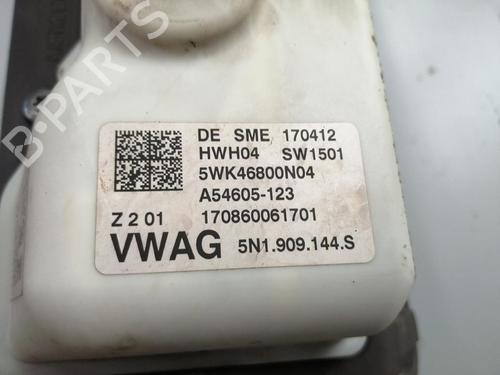 DE SME 170412
HWH04 SW1501
5WK46800N04
A54605-123
Z 2 01 170860061701
VWAG 5N1.909.144.S
B-PARTS